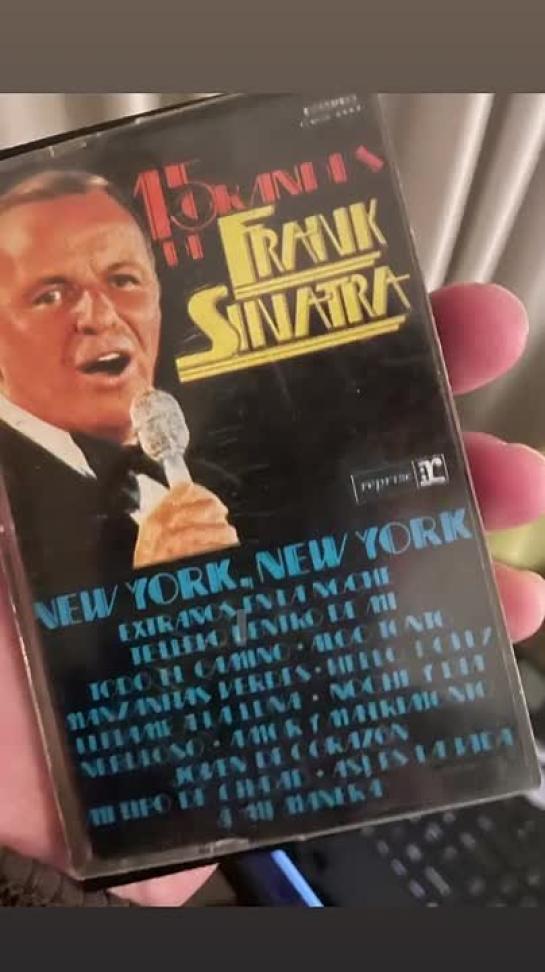 15 GRANDES
FRANK
SINATRA
reprise r
NEW YORK, NEW YORK
EXTRAÑOS EN LA NOCHE
TE LLEVO DENTRO DE MI
TODO EL CAMINO • ALGO TONTO
MANZANITAS VERDES • HELLO DOLLY
LLEVAME A LA LUNA • NOCHE Y DIA
NEBULOSO • AMOR Y MATRIMONIO
JOVEN DE CORAZON
MI TIPO DE CIUDAD • ASI ES LA VIDA
A MI MANERA